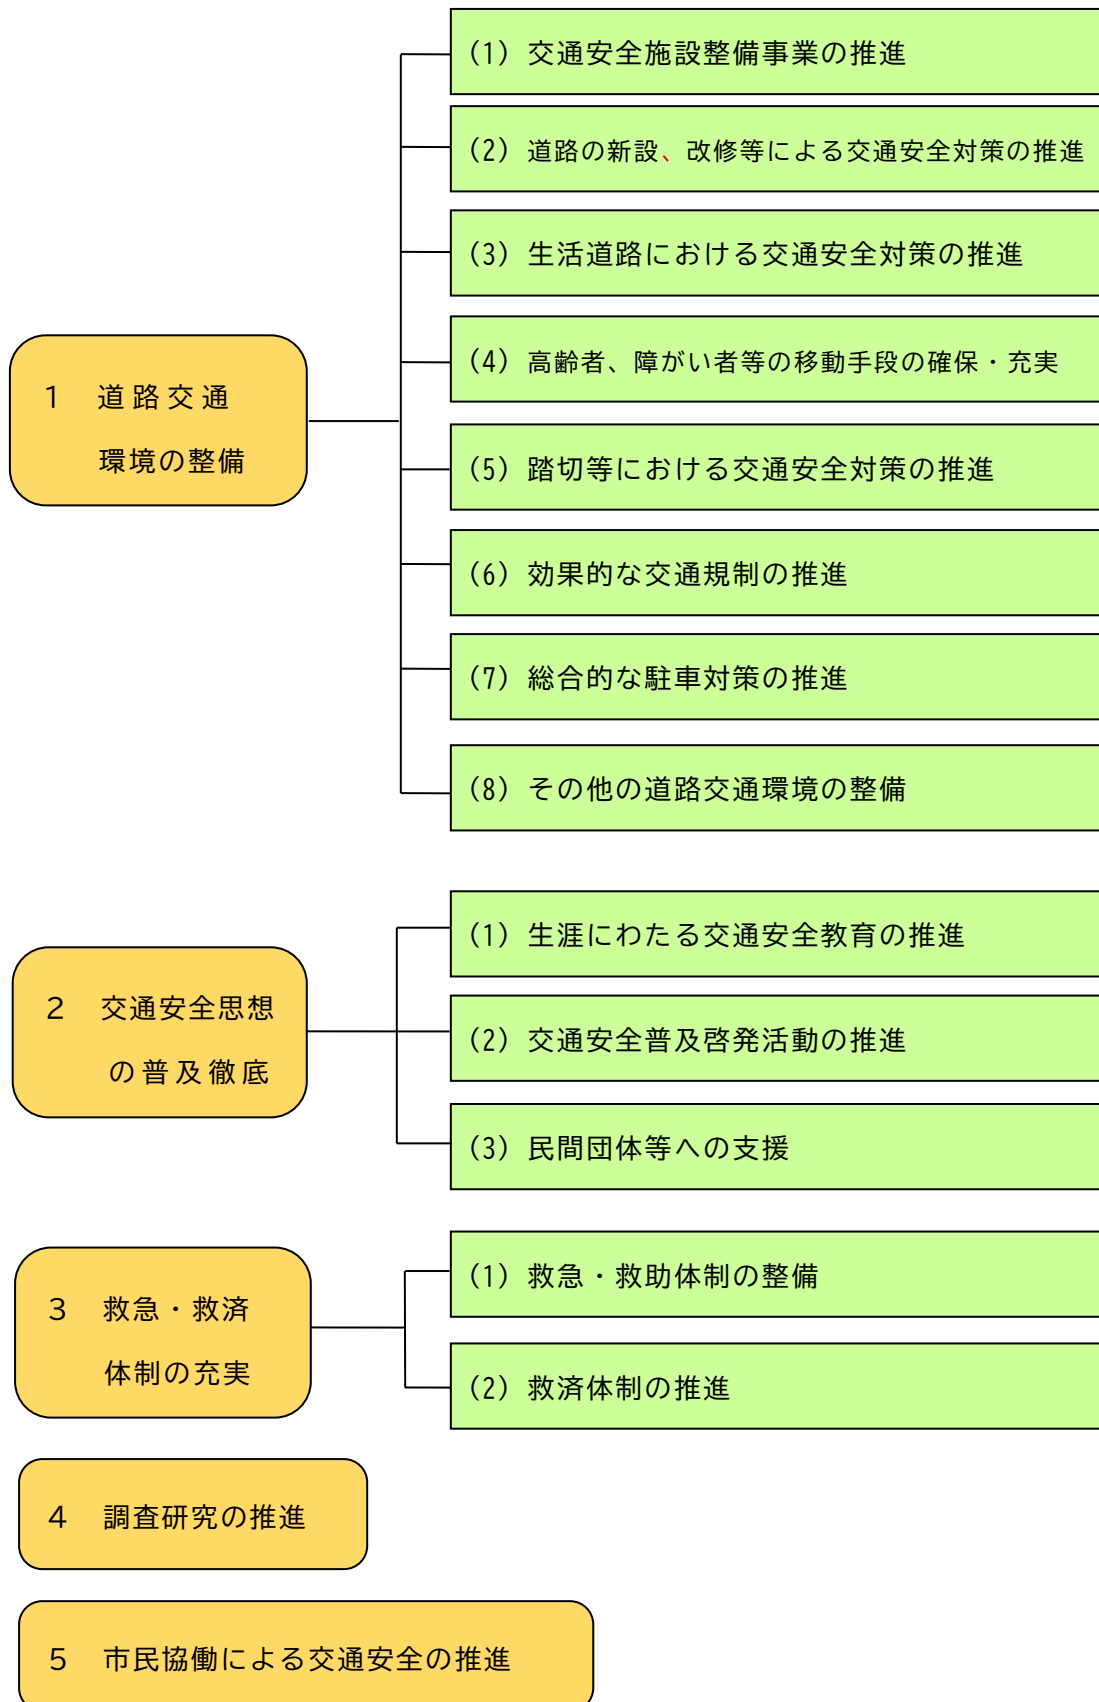 (1) 交通安全施設整備事業の推進
(2) 道路の新設、改修等による交通安全対策の推進
(3) 生活道路における交通安全対策の推進
(4) 高齢者、障がい者等の移動手段の確保・充実
1 道路交通
環境の整備
(5) 踏切等における交通安全対策の推進
(6) 効果的な交通規制の推進
(7) 総合的な駐車対策の推進
(8) その他の道路交通環境の整備
(1) 生涯にわたる交通安全教育の推進
2 交通安全思想
の普及徹底
(2) 交通安全普及啓発活動の推進
(3) 民間団体等への支援
(1) 救急・救助体制の整備
3 救急・救済
体制の充実
(2) 救済体制の推進
4 調査研究の推進
5 市民協働による交通安全の推進